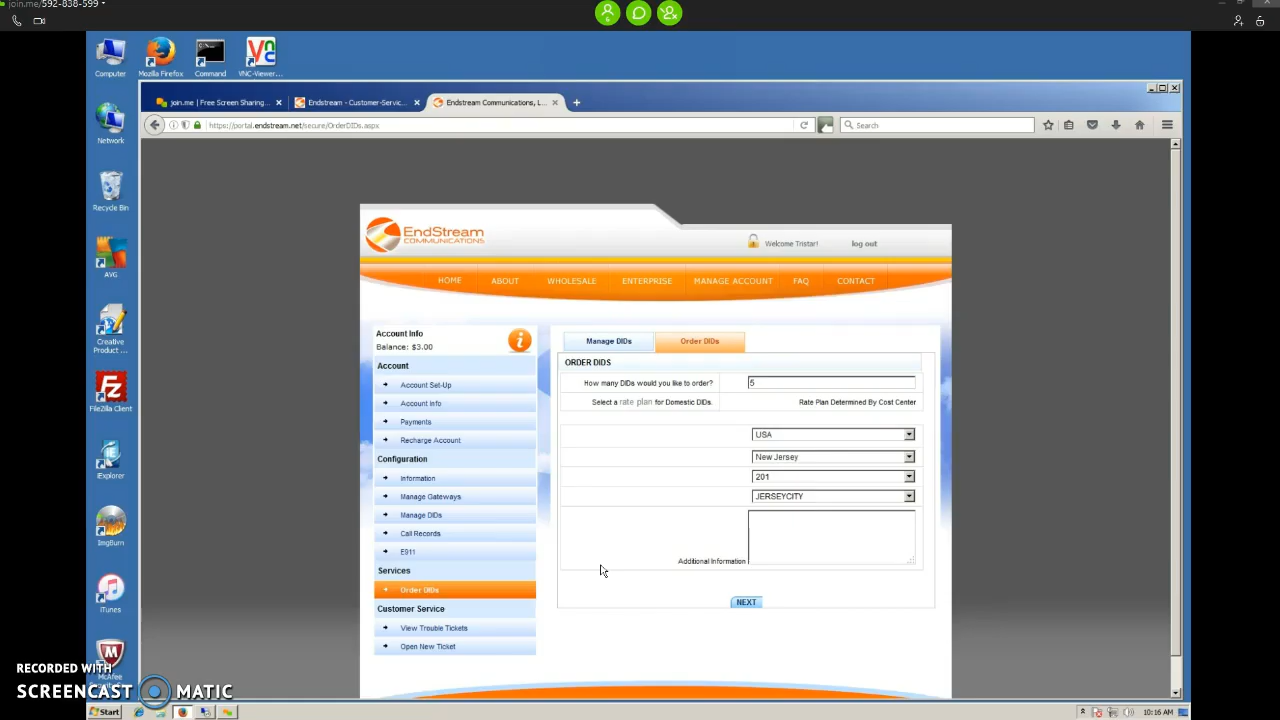 join.me/592-838-599
Computer
Mozilla Firefox
Command
VNC-Viewer...
Network
Recycle Bin
AVG
Creative
Product ...
FileZilla Client
iExplorer
ImgBurn
iTunes
McAfee
join.me | Free Screen Sharing...
Endstream - Customer-Servic...
Endstream Communications, L...
https://portal.endstream.net/secure/OrderDIDs.aspx
Search
EndStream
COMMUNICATIONS
Welcome Tristar!
log out
HOME
ABOUT
WHOLESALE
ENTERPRISE
MANAGE ACCOUNT
FAQ
CONTACT
Account Info
Balance: $3.00
Account
Account Set-Up
Account Info
Payments
Recharge Account
Configuration
Information
Manage Gateways
Manage DIDs
Call Records
E911
Services
Order DIDs
Customer Service
View Trouble Tickets
Open New Ticket
Manage DIDs
Order DIDs
ORDER DIDS
How many DIDs would you like to order?
5
Select a rate plan for Domestic DIDs.
Rate Plan Determined By Cost Center
USA
New Jersey
201
JERSEYCITY
Additional Information
NEXT
RECORDED WITH
SCREENCAST MATIC
Start
10:16 AM